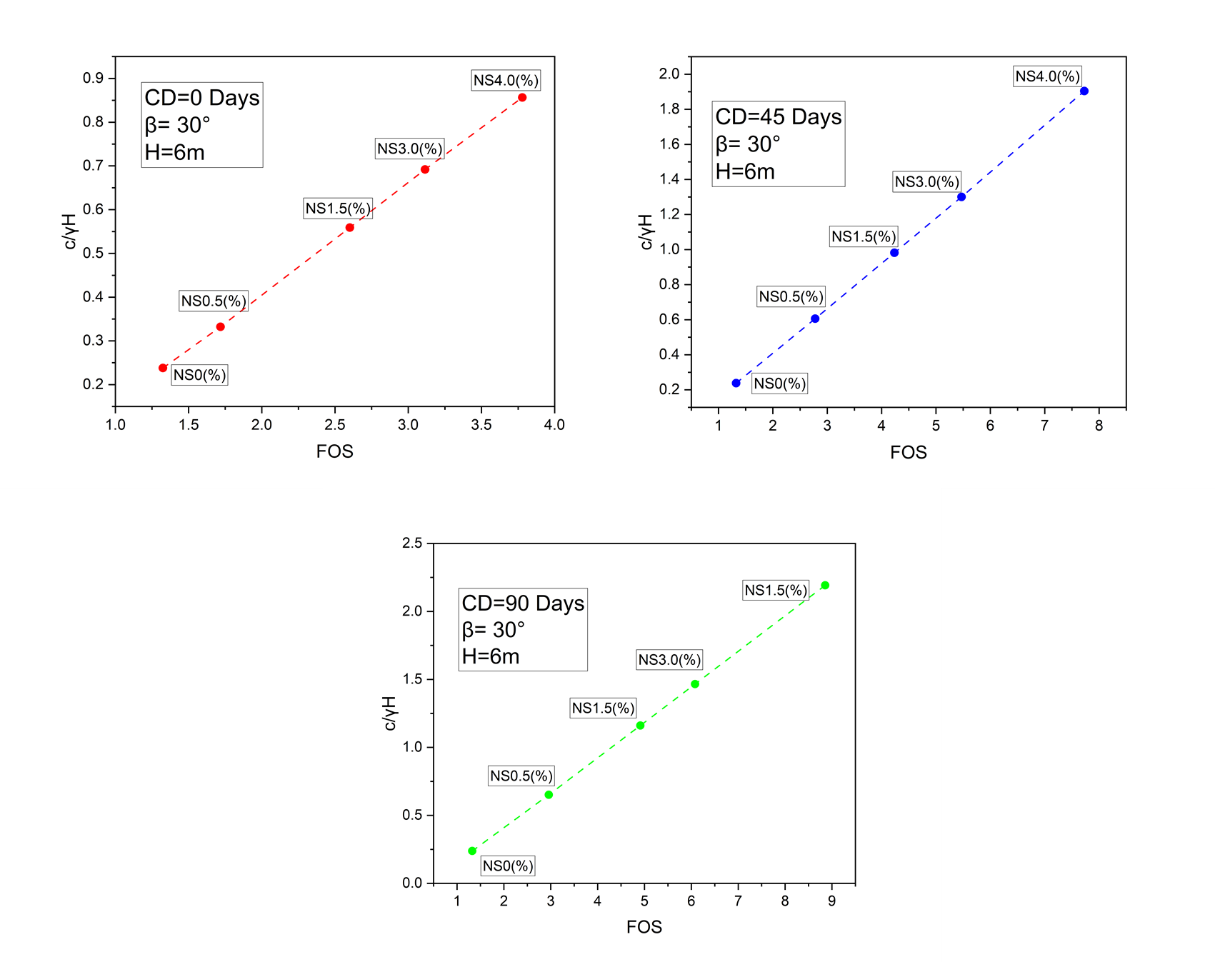 CD=0 Days
β= 30°
H=6m
NS4.0(%)
NS3.0(%)
NS1.5(%)
NS0.5(%)
NS0(%)
0.9
0.8
0.7
0.6
0.5
0.4
0.3
0.2
c/γH
1.0 1.5 2.0 2.5 3.0 3.5 4.0
FOS
CD=45 Days
β= 30°
H=6m
NS4.0(%)
NS3.0(%)
NS1.5(%)
NS0.5(%)
NS0(%)
2.0
1.8
1.6
1.4
1.2
1.0
0.8
0.6
0.4
0.2
c/γH
1 2 3 4 5 6 7 8
FOS
CD=90 Days
β= 30°
H=6m
NS1.5(%)
NS3.0(%)
NS1.5(%)
NS0.5(%)
NS0(%)
2.5
2.0
1.5
1.0
0.5
0.0
c/γH
1 2 3 4 5 6 7 8 9
FOS